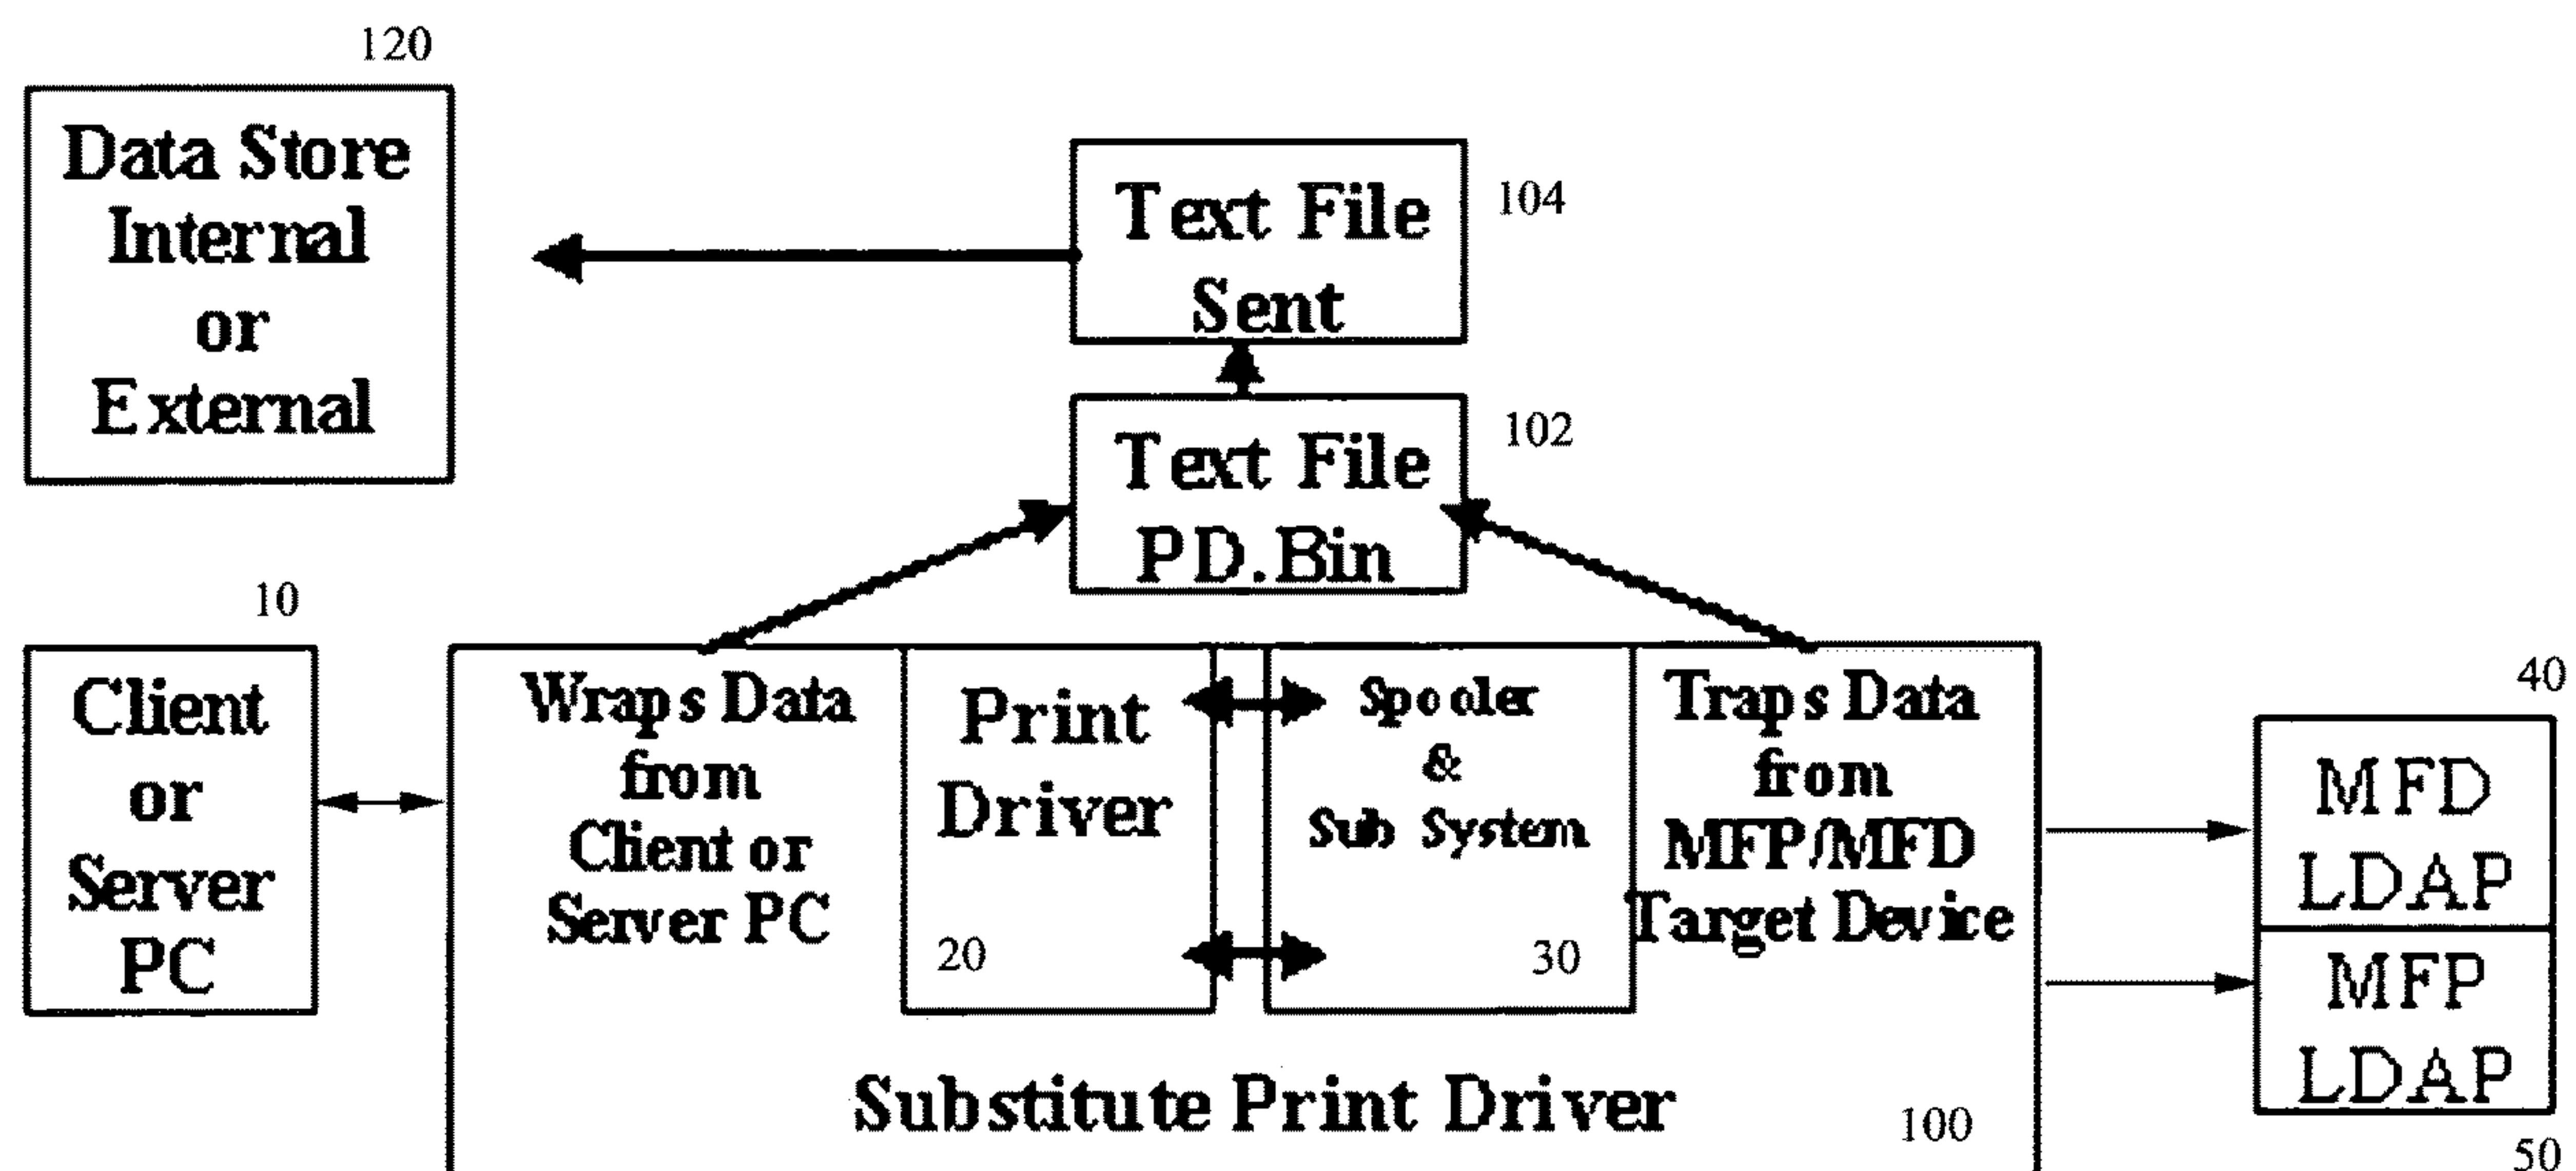 120
Data Store
Internal
or
External
Text File
Sent
104
Text File
PD.Bin
102
10
Client
or
Server
PC
Wraps Data
from
Client or
Server PC
Print
Driver
20
Spooler
&
Sub System
30
Traps Data
from
MFP/MFD
Target Device
Substitute Print Driver
100
40
MFD
LDAP
MFP
LDAP
50